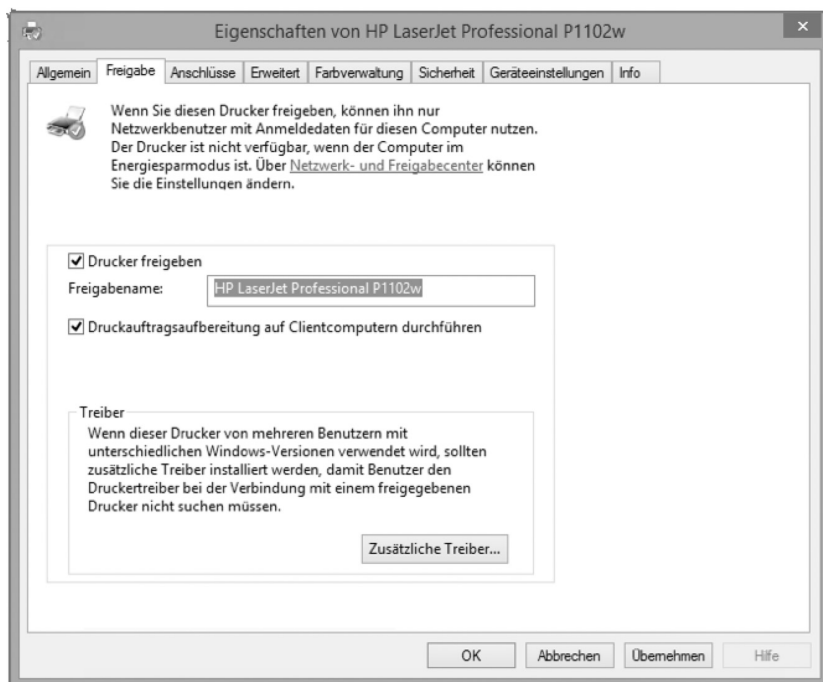 Eigenschaften von HP LaserJet Professional P1102w
Allgemein Freigabe Anschlüsse Erweitert Farbverwaltung Sicherheit Geräteeinstellungen Info
Wenn Sie diesen Drucker freigeben, können ihn nur
Netzwerkbenutzer mit Anmeldedaten für diesen Computer nutzen.
Der Drucker ist nicht verfügbar, wenn der Computer im
Energiesparmodus ist. Über Netzwerk- und Freigabecenter können
Sie die Einstellungen ändern.
Drucker freigeben
Freigabename: HP LaserJet Professional P1102w
Druckauftragsaufbereitung auf Clientcomputern durchführen
Treiber
Wenn dieser Drucker von mehreren Benutzern mit
unterschiedlichen Windows-Versionen verwendet wird, sollten
zusätzliche Treiber installiert werden, damit Benutzer den
Druckertreiber bei der Verbindung mit einem freigegebenen
Drucker nicht suchen müssen.
Zusätzliche Treiber...
OK Abbrechen Übernehmen Hilfe